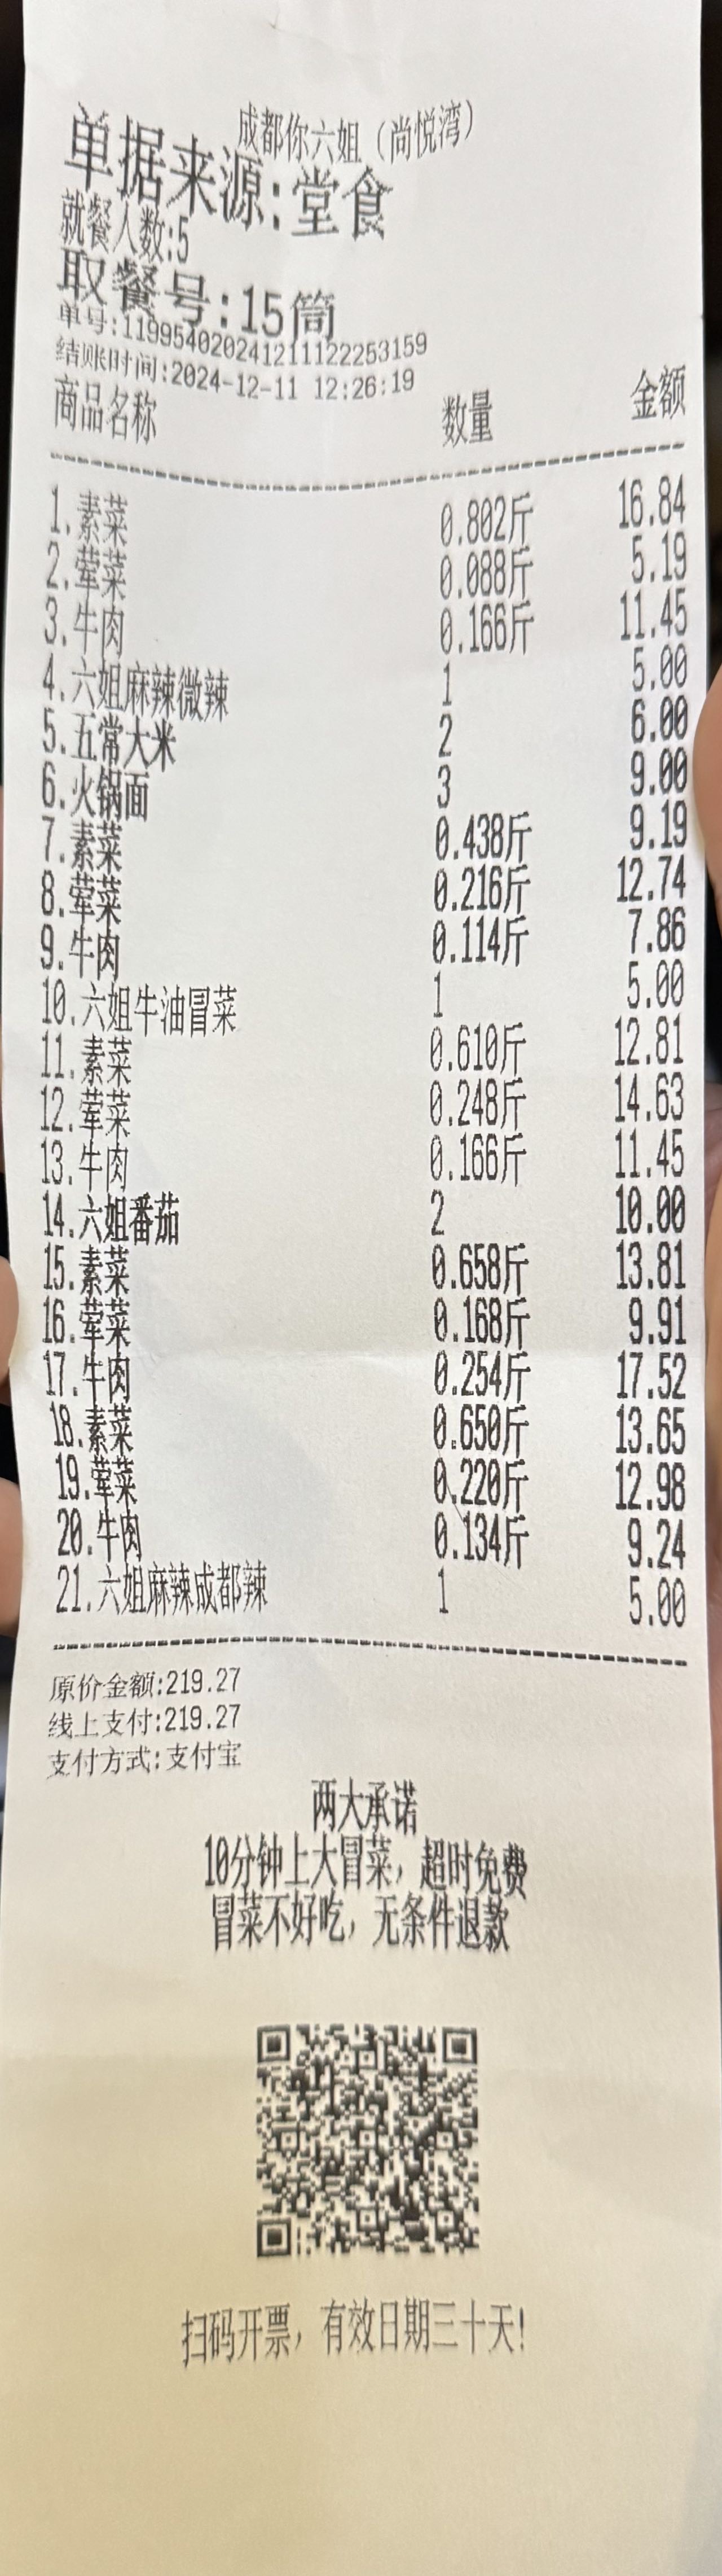 成都你六姐（尚悦湾）
单据来源:堂食
就餐人数:5
取餐号:15筒
单号:11995402024121112225​3159
结账时间:2024-12-11 12:26:19
商品名称 数量 金额
1.素菜 0.802斤 16.84
2.荤菜 0.088斤 5.19
3.牛肉 0.166斤 11.45
4.六姐麻辣微辣 1 5.00
5.五常大米 2 6.00
6.火锅面 3 9.00
7.素菜 0.438斤 9.19
8.荤菜 0.216斤 12.74
9.牛肉 0.114斤 7.86
10.六姐牛油冒菜 1 5.00
11.素菜 0.610斤 12.81
12.荤菜 0.248斤 14.63
13.牛肉 0.166斤 11.45
14.六姐番茄 2 10.00
15.素菜 0.658斤 13.81
16.荤菜 0.168斤 9.91
17.牛肉 0.254斤 17.52
18.素菜 0.650斤 13.65
19.荤菜 0.220斤 12.98
20.牛肉 0.134斤 9.24
21.六姐麻辣成都辣 1 5.00
原价金额:219.27
线上支付:219.27
支付方式:支付宝
两大承诺
10分钟上大冒菜，超时免费
冒菜不好吃，无条件退款
扫码开票，有效日期三十天!